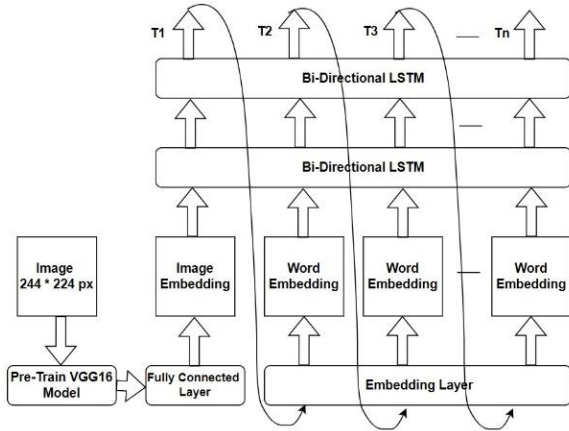 T1 T2 T3 Tn
Bi-Directional LSTM
Bi-Directional LSTM
Image
244 * 224 px
Image
Embedding
Word
Embedding
Word
Embedding
Word
Embedding
Pre-Train VGG16
Model
Fully Connected
Layer
Embedding Layer